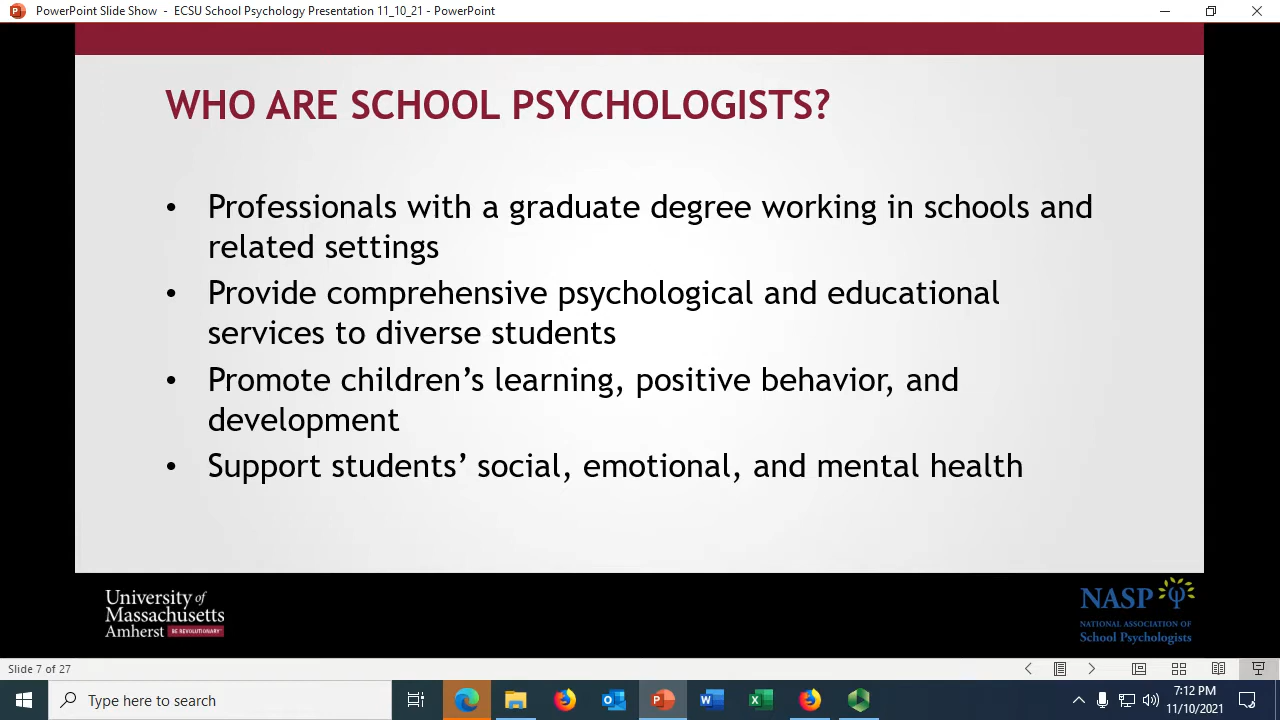 PowerPoint Slide Show - ECSU School Psychology Presentation 11_10_21 - PowerPoint
WHO ARE SCHOOL PSYCHOLOGISTS?
• Professionals with a graduate degree working in schools and
related settings
• Provide comprehensive psychological and educational
services to diverse students
• Promote children’s learning, positive behavior, and
development
• Support students’ social, emotional, and mental health
University of
Massachusetts
Amherst BE REVOLUTIONARY
NASP
NATIONAL ASSOCIATION OF
School Psychologists
Slide 7 of 27
Type here to search
7:12 PM
11/10/2021